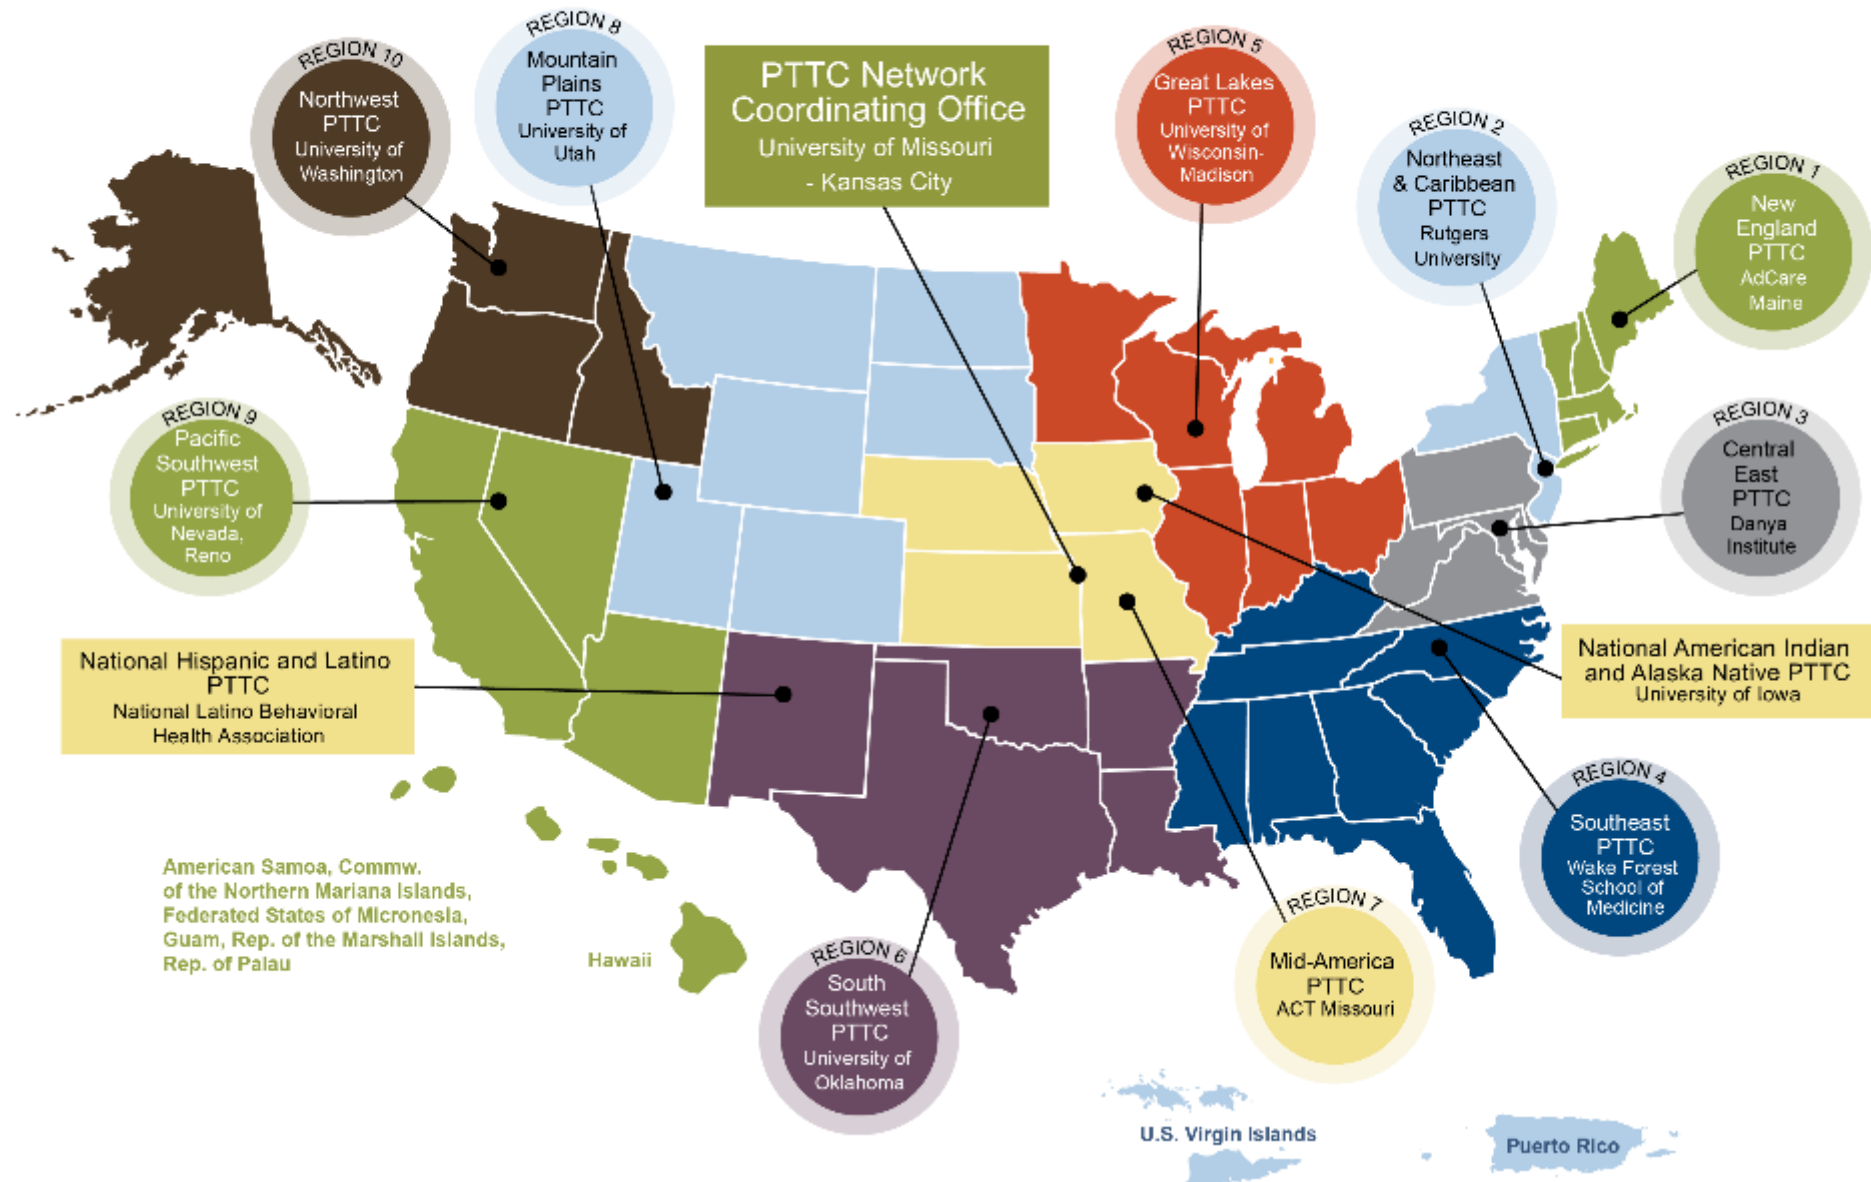 REGION 10
Northwest
PTTC
University of
Washington
REGION 8
Mountain
Plains
PTTC
University of
Utah
PTTC Network
Coordinating Office
University of Missouri
- Kansas City
REGION 5
Great Lakes
PTTC
University of
Wisconsin-
Madison
REGION 2
Northeast
& Caribbean
PTTC
Rutgers
University
REGION 1
New
England
PTTC
AdCare
Maine
REGION 9
Pacific
Southwest
PTTC
University of
Nevada,
Reno
REGION 3
Central
East
PTTC
Danya
Institute
National Hispanic and Latino
PTTC
National Latino Behavioral
Health Association
National American Indian
and Alaska Native PTTC
University of Iowa
REGION 4
Southeast
PTTC
Wake Forest
School of
Medicine
American Samoa, Commw.
of the Northern Mariana Islands,
Federated States of Micronesia,
Guam, Rep. of the Marshall Islands,
Rep. of Palau
Hawaii
REGION 6
South
Southwest
PTTC
University of
Oklahoma
REGION 7
Mid-America
PTTC
ACT Missouri
U.S. Virgin Islands
Puerto Rico